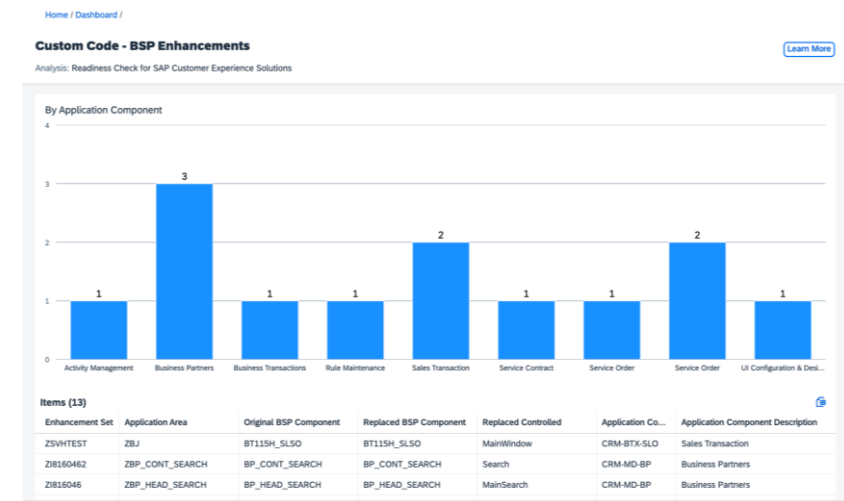 Home / Dashboard /
Custom Code - BSP Enhancements
Learn More
Analysis: Readiness Check for SAP Customer Experience Solutions
By Application Component
4
3
2
1
0
1
3
1
1
2
1
1
2
1
Activity Management
Business Partners
Business Transactions
Rule Maintenance
Sales Transaction
Service Contract
Service Order
Service Order
UI Configuration & Desi...
Items (13)
Enhancement Set Application Area Original BSP Component Replaced BSP Component Replaced Controlled Application Co... Application Component Description
ZSVHTEST ZBJ BT115H_SLSO BT115H_SLSO MainWindow CRM-BTX-SLO Sales Transaction
ZI8160462 ZBP_CONT_SEARCH BP_CONT_SEARCH BP_CONT_SEARCH Search CRM-MD-BP Business Partners
ZI816046 ZBP_HEAD_SEARCH BP_HEAD_SEARCH BP_HEAD_SEARCH MainSearch CRM-MD-BP Business Partners